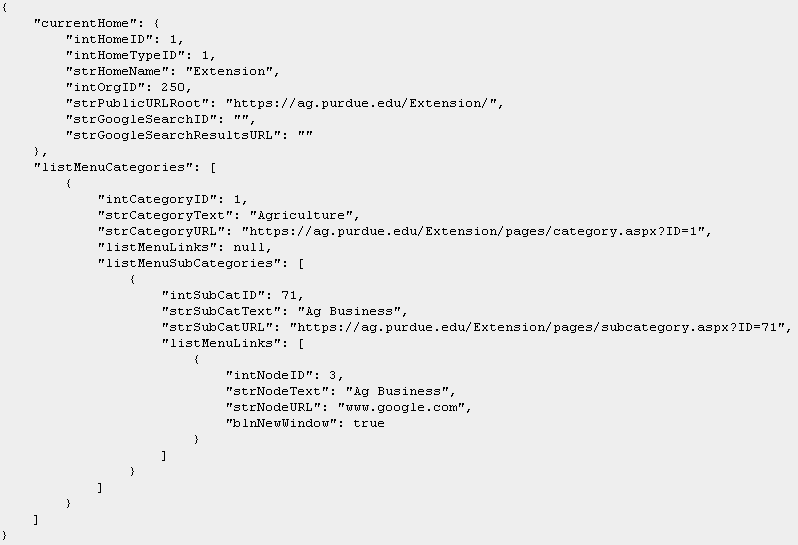 {
    "currentHome": {
        "intHomeID": 1,
        "intHomeTypeID": 1,
        "strHomeName": "Extension",
        "intOrgID": 250,
        "strPublicURLRoot": "https://ag.purdue.edu/Extension/",
        "strGoogleSearchID": "",
        "strGoogleSearchResultsURL": ""
    },
    "listMenuCategories": [
        {
            "intCategoryID": 1,
            "strCategoryText": "Agriculture",
            "strCategoryURL": "https://ag.purdue.edu/Extension/pages/category.aspx?ID=1",
            "listMenuLinks": null,
            "listMenuSubCategories": [
                {
                    "intSubCatID": 71,
                    "strSubCatText": "Ag Business",
                    "strSubCatURL": "https://ag.purdue.edu/Extension/pages/subcategory.aspx?ID=71",
                    "listMenuLinks": [
                        {
                            "intNodeID": 3,
                            "strNodeText": "Ag Business",
                            "strNodeURL": "www.google.com",
                            "blnNewWindow": true
                        }
                    ]
                }
            ]
        }
    ]
}